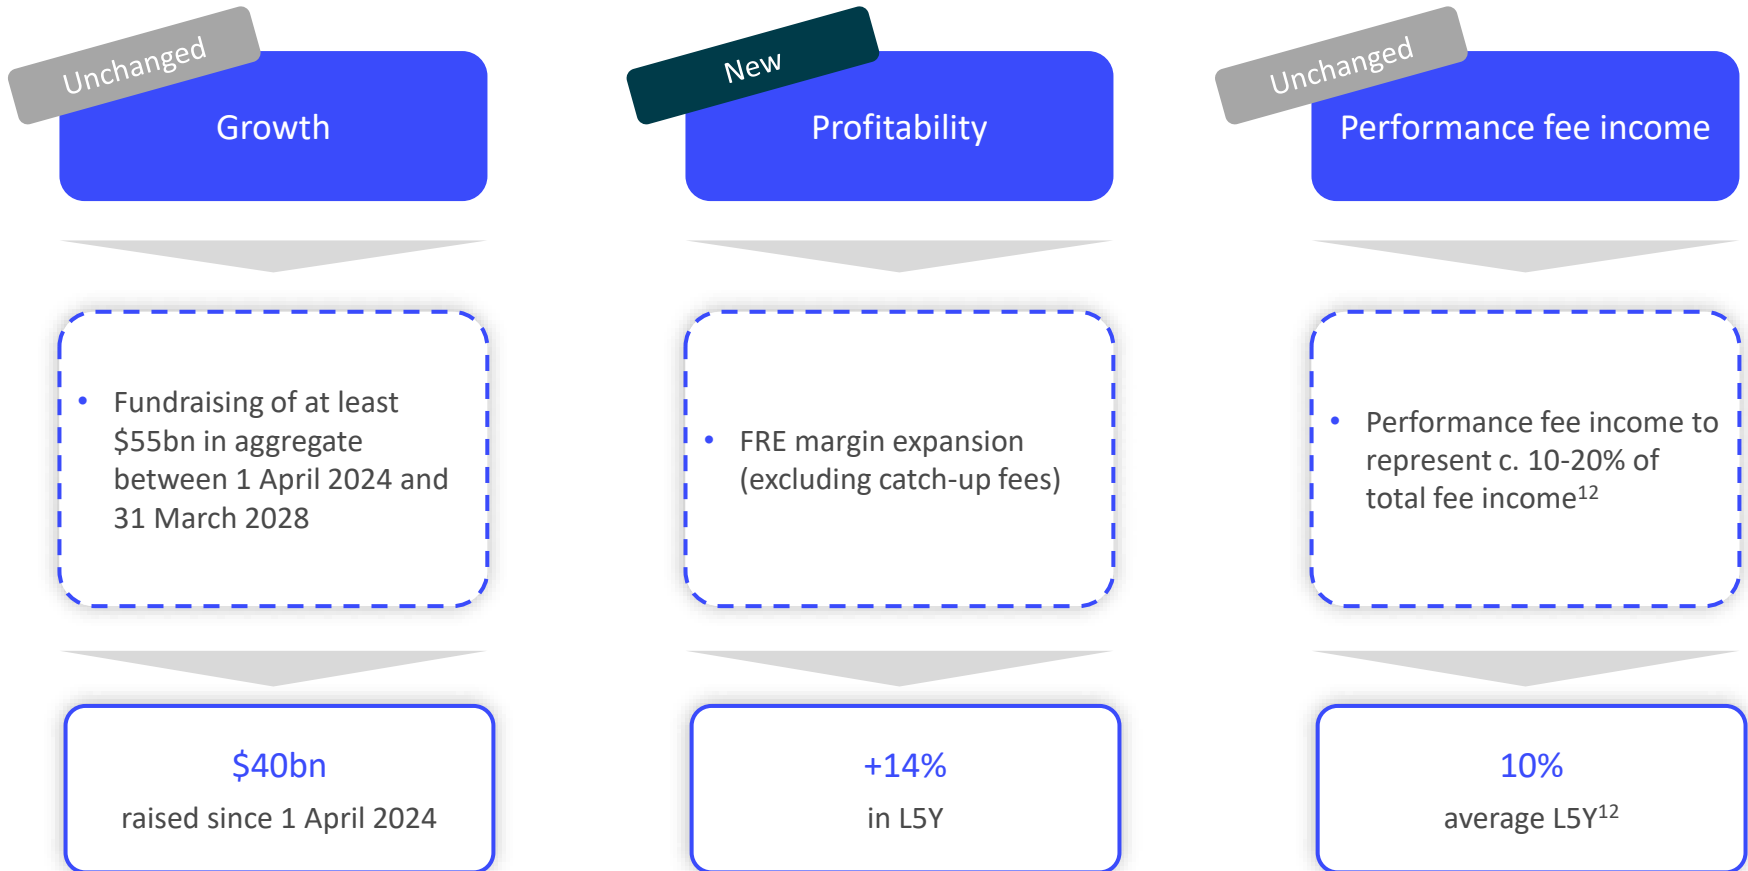 Unchanged
Growth
• Fundraising of at least
$55bn in aggregate
between 1 April 2024 and
31 March 2028
$40bn
raised since 1 April 2024
New
Profitability
• FRE margin expansion
(excluding catch-up fees)
+14%
in L5Y
Unchanged
Performance fee income
• Performance fee income to
represent c. 10-20% of
total fee income¹²
10%
average L5Y¹²